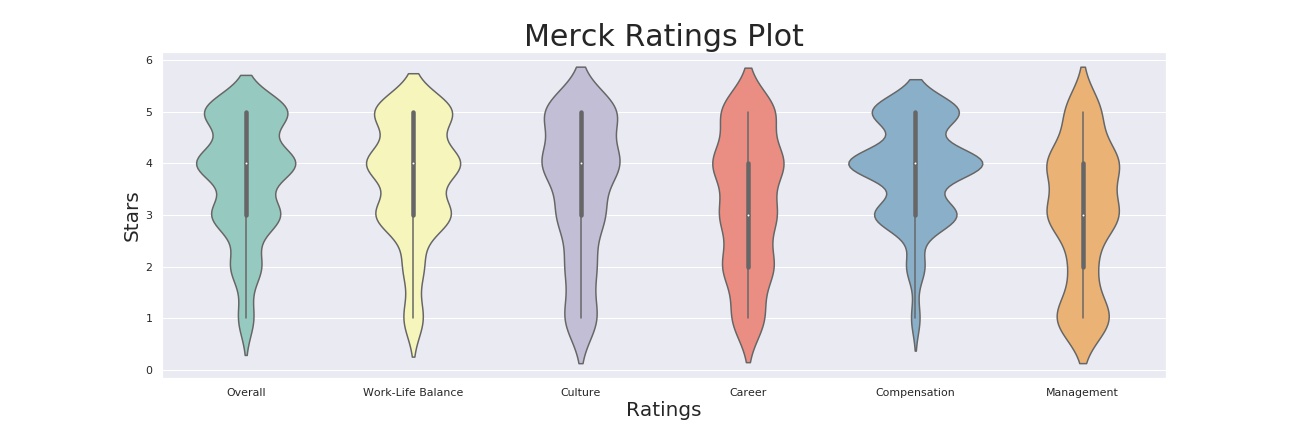 Merck Ratings Plot
6
5
4
3
2
1
0
Stars
Overall
Work-Life Balance
Culture
Career
Compensation
Management
Ratings